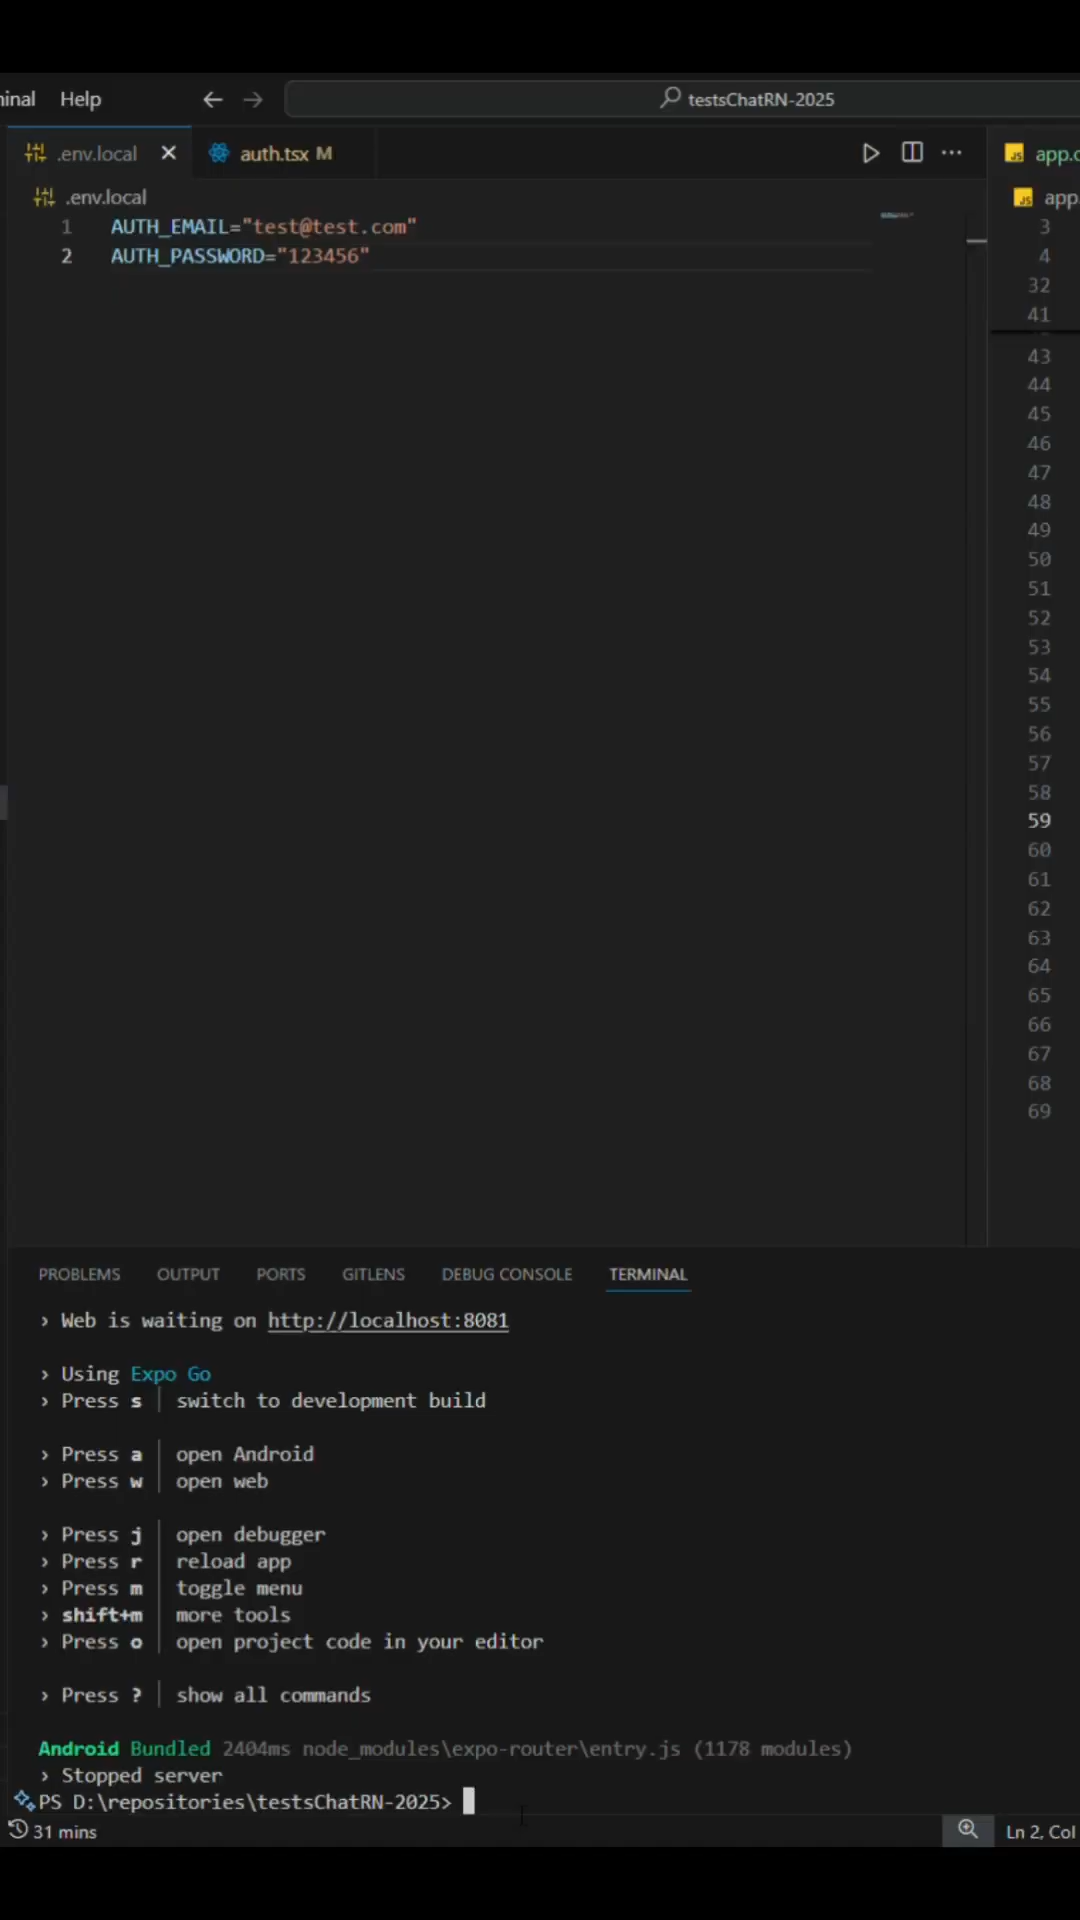 minal Help
testsChatRN-2025
.env.local auth.tsx M
app.c
.env.local
app.
1 AUTH_EMAIL="test@test.com"
2 AUTH_PASSWORD="123456"
3
4
32
41
43
44
45
46
47
48
49
50
51
52
53
54
55
56
57
58
59
60
61
62
63
64
65
66
67
68
69
PROBLEMS OUTPUT PORTS GITLENS DEBUG CONSOLE TERMINAL
› Web is waiting on http://localhost:8081
› Using Expo Go
› Press s │ switch to development build
› Press a │ open Android
› Press w │ open web
› Press j │ open debugger
› Press r │ reload app
› Press m │ toggle menu
› shift+m │ more tools
› Press o │ open project code in your editor
› Press ? │ show all commands
Android Bundled 2404ms node_modules\expo-router\entry.js (1178 modules)
› Stopped server
PS D:\repositories\testsChatRN-2025>
31 mins
Ln 2, Col